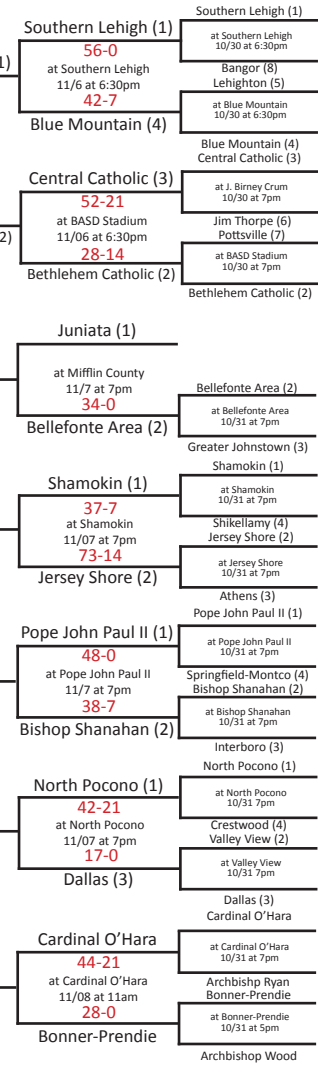 Southern Lehigh (1)
Southern Lehigh (1)
56-0
at Southern Lehigh
10/30 at 6:30pm
1)
at Southern Lehigh
11/6 at 6:30pm
Bangor (8)
Lehighton (5)
42-7
at Blue Mountain
10/30 at 6:30pm
Blue Mountain (4)
Blue Mountain (4)
Central Catholic (3)
Central Catholic (3)
52-21
at J. Birney Crum
10/30 at 7pm
at BASD Stadium
11/06 at 6:30pm
Jim Thorpe (6)
Pottsville (7)
2)
28-14
at BASD Stadium
10/30 at 7pm
Bethlehem Catholic (2)
Bethlehem Catholic (2)
Juniata (1)
at Mifflin County
11/7 at 7pm
Bellefonte Area (2)
34-0
at Bellefonte Area
10/31 at 7pm
Bellefonte Area (2)
Greater Johnstown (3)
Shamokin (1)
Shamokin (1)
37-7
at Shamokin
10/31 at 7pm
at Shamokin
11/07 at 7pm
Shikellamy (4)
Jersey Shore (2)
73-14
at Jersey Shore
10/31 at 7pm
Jersey Shore (2)
Athens (3)
Pope John Paul II (1)
Pope John Paul II (1)
48-0
at Pope John Paul II
10/31 at 7pm
at Pope John Paul II
11/7 at 7pm
Springfield-Montco (4)
Bishop Shanahan (2)
38-7
at Bishop Shanahan
10/31 at 7pm
Bishop Shanahan (2)
Interboro (3)
North Pocono (1)
North Pocono (1)
42-21
at North Pocono
10/31 7pm
at North Pocono
11/07 at 7pm
Crestwood (4)
Valley View (2)
17-0
at Valley View
10/31 7pm
Dallas (3)
Dallas (3)
Cardinal O’Hara
Cardinal O’Hara
44-21
at Cardinal O’Hara
10/31 at 7pm
at Cardinal O’Hara
11/08 at 11am
Archbishp Ryan
Bonner-Prendie
28-0
at Bonner-Prendie
10/31 at 5pm
Bonner-Prendie
Archbishop Wood